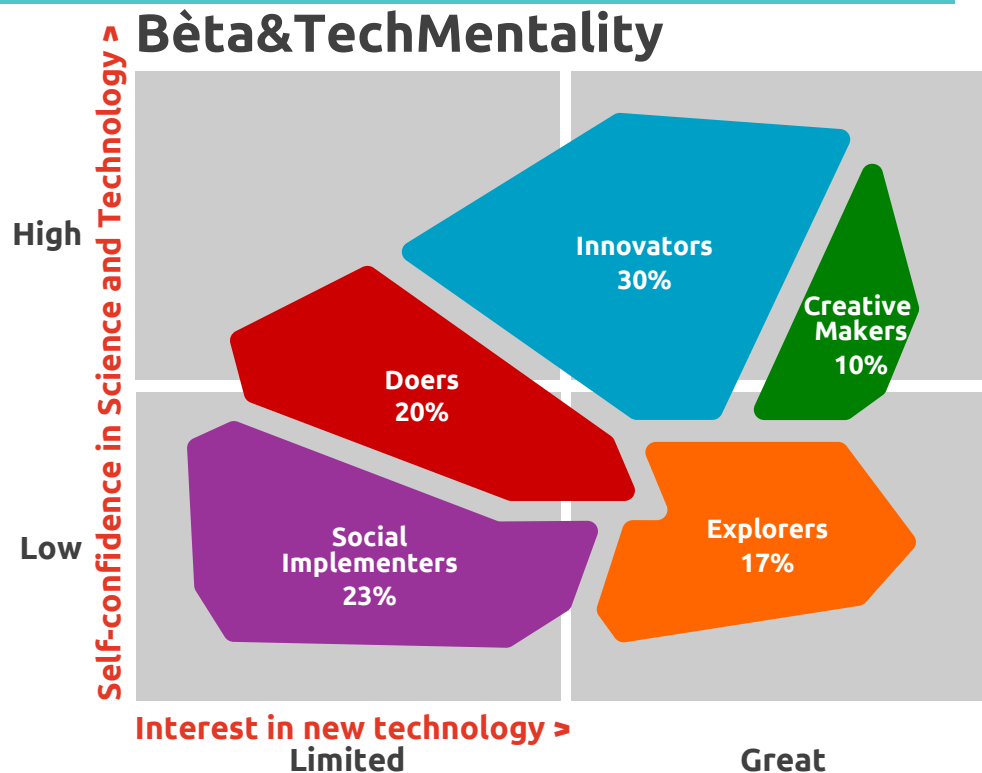 Bèta&TechMentality
Self-confidence in Science and Technology >
High
Low
Innovators
30%
Creative
Makers
10%
Doers
20%
Social
Implementers
23%
Explorers
17%
Interest in new technology >
Limited
Great